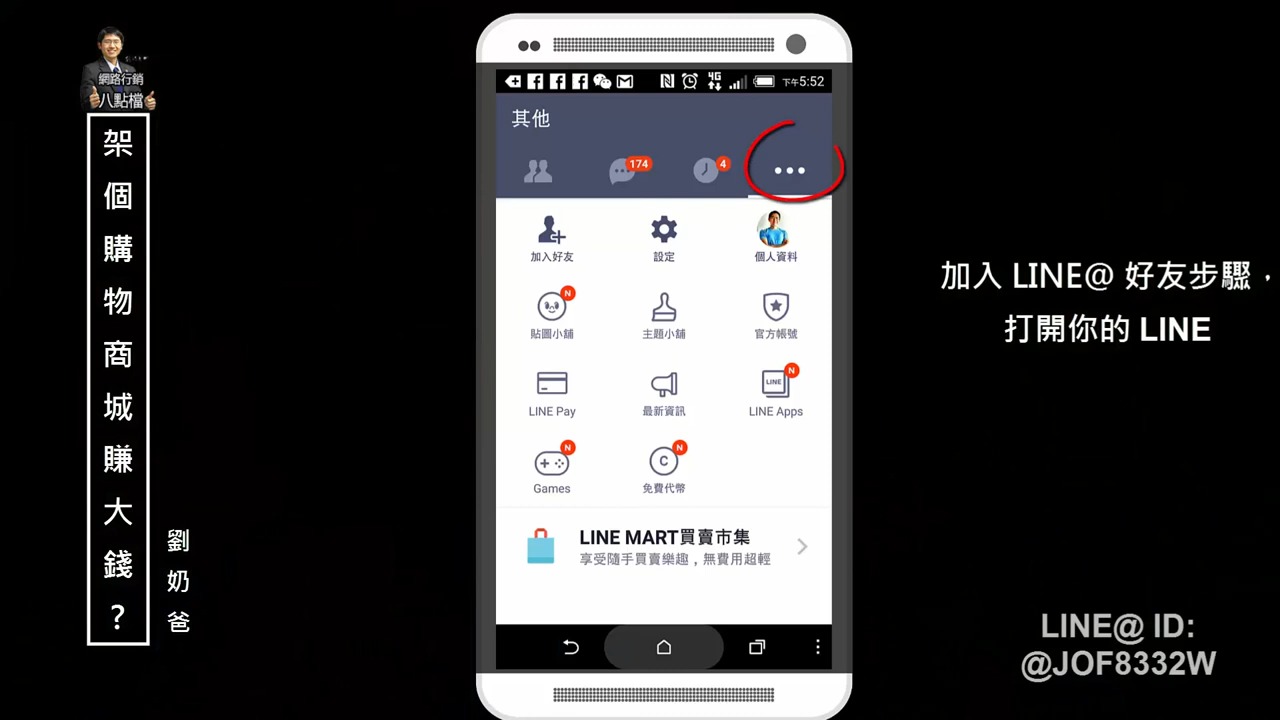 網路行銷
八點檔
架個購物商城賺大錢?
劉奶爸
下午5:52
4G
其他
174
4
加入好友
設定
個人資料
N
貼圖小舖
主題小舖
官方帳號
LINE
N
LINE Pay
最新資訊
LINE Apps
N
C
N
Games
免費代幣
LINE MART買賣市集
享受隨手買賣樂趣,無費用超輕
加入 LINE@ 好友步驟,
打開你的 LINE
LINE@ ID:
@JOF8332W